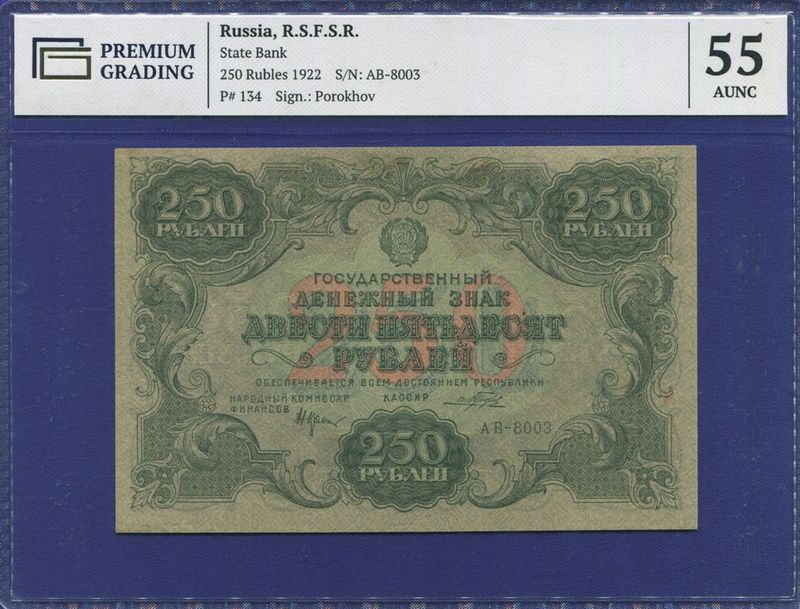 PREMIUM
GRADING
Russia, R.S.F.S.R.
State Bank
250 Rubles 1922 S/N: AB-8003
P# 134 Sign.: Porokhov
55
AUNC
250
РУБЛЕЙ
250
РУБЛЕЙ
ГОСУДАРСТВЕННЫЙ
ДЕНЕЖНЫЙ ЗНАК
250
ДВЕСТИ ПЯТЬДЕСЯТ
РУБЛЕЙ
ОБЕСПЕЧИВАЕТСЯ ВСЕМ ДОСТОЯНИЕМ РЕСПУБЛИКИ
НАРОДНЫЙ КОМИССАР
ФИНАНСОВ
КАССИР
АВ-8003
250
РУБЛЕЙ